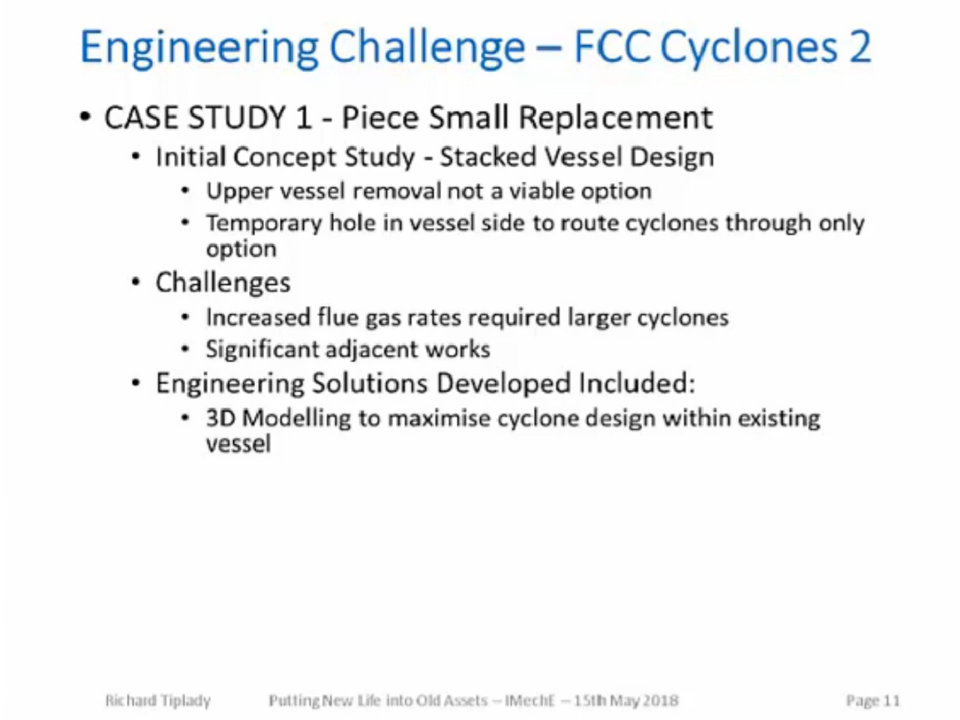 Engineering Challenge – FCC Cyclones 2
• CASE STUDY 1 - Piece Small Replacement
• Initial Concept Study - Stacked Vessel Design
• Upper vessel removal not a viable option
• Temporary hole in vessel side to route cyclones through only
option
• Challenges
• Increased flue gas rates required larger cyclones
• Significant adjacent works
• Engineering Solutions Developed Included:
• 3D Modelling to maximise cyclone design within existing
vessel
Richard Tiplady Putting New Life into Old Assets – IMechE – 15th May 2018 Page 11